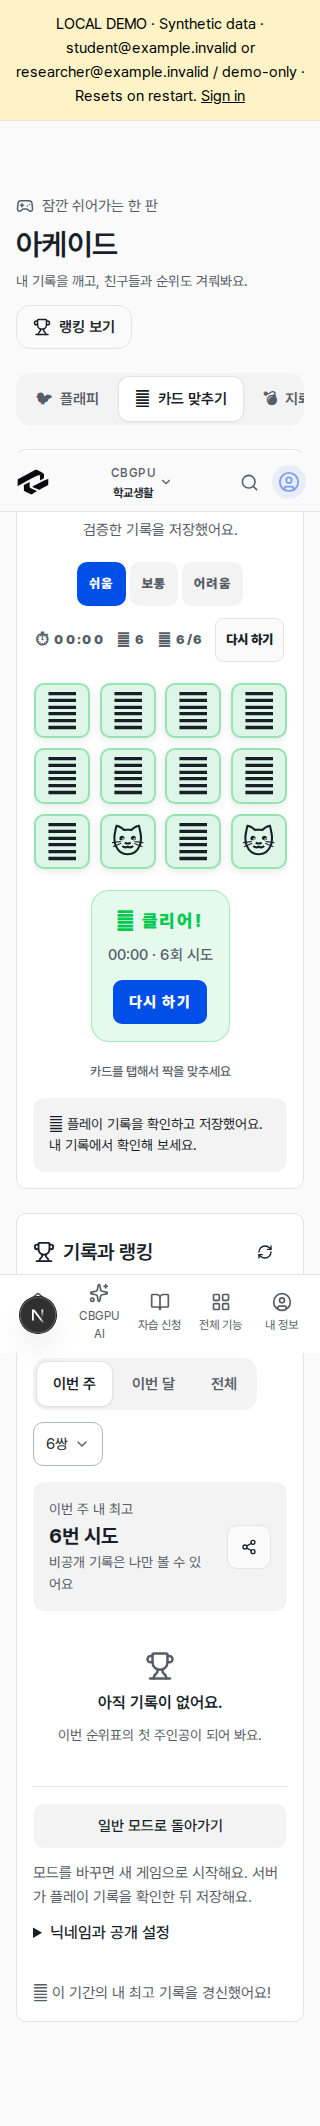 LOCAL DEMO · Synthetic data ·
student@example.invalid or
researcher@example.invalid / demo-only ·
Resets on restart. Sign in
잠깐 쉬어가는 한 판
아케이드
내 기록을 깨고, 친구들과 순위도 겨뤄봐요.
랭킹 보기
플래피 카드 맞추기
CBGPU
학교생활
검증한 기록을 저장했어요.
쉬움 보통 어려움
00:00 6 6/6 다시 하기
클리어!
00:00 · 6회 시도
다시 하기
카드를 탭해서 짝을 맞추세요
플레이 기록을 확인하고 저장했어요.
내 기록에서 확인해 보세요.
기록과 랭킹
CBGPU
AI
자습 신청
전체 기능
내 정보
이번 주 이번 달 전체
6쌍
이번 주 내 최고
6번 시도
비공개 기록은 나만 볼 수 있
어요
아직 기록이 없어요.
이번 순위표의 첫 주인공이 되어 봐요.
일반 모드로 돌아가기
모드를 바꾸면 새 게임으로 시작해요. 서버
가 플레이 기록을 확인한 뒤 저장해요.
닉네임과 공개 설정
이 기간의 내 최고 기록을 경신했어요!